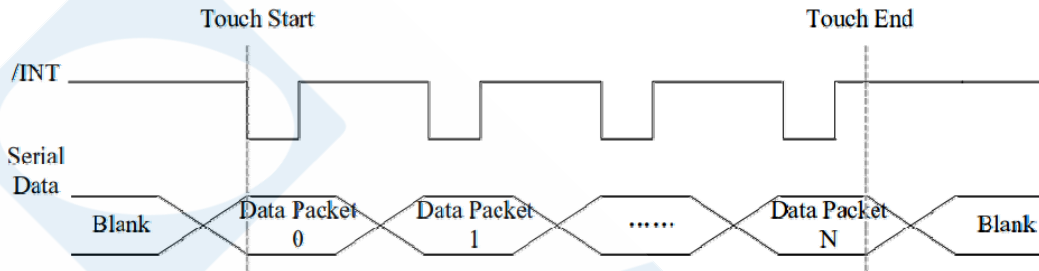 Touch Start
Touch End
/INT
Serial
Data
Blank
Data Packet
0
Data Packet
1
......
Data Packet
N
Blank